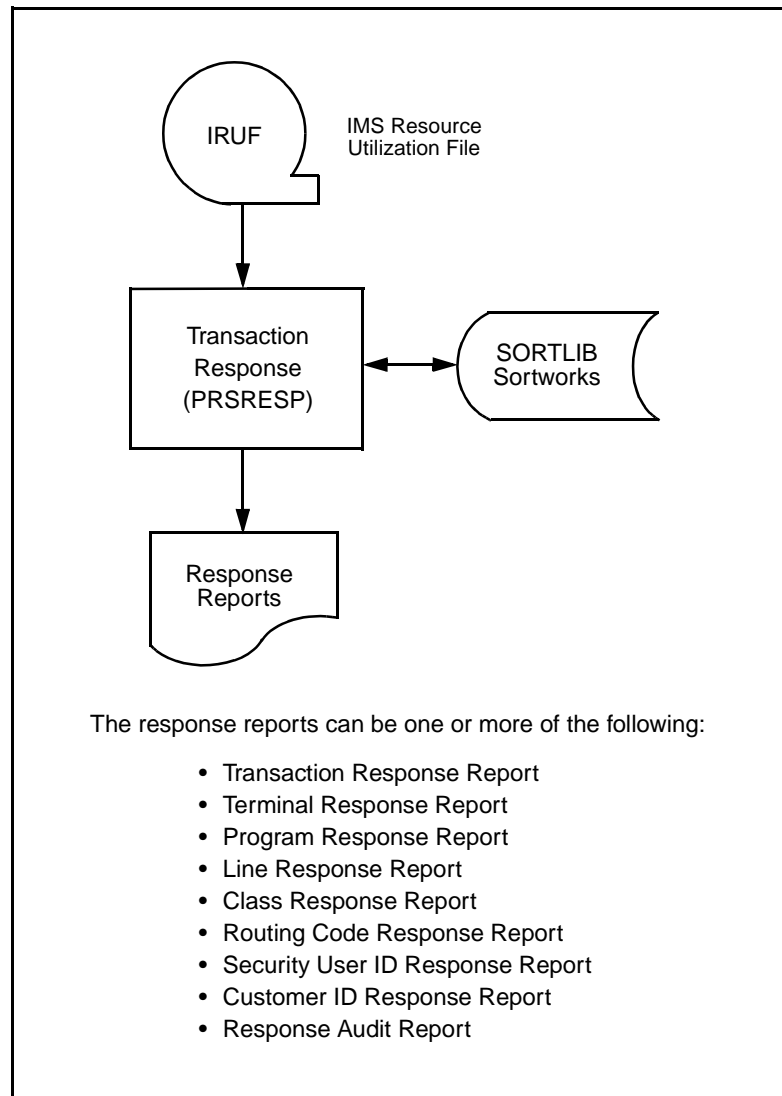 IRUF
IMS Resource
Utilization File
Transaction
Response
(PRSRESP)
SORTLIB
Sortworks
Response
Reports
The response reports can be one or more of the following:
• Transaction Response Report
• Terminal Response Report
• Program Response Report
• Line Response Report
• Class Response Report
• Routing Code Response Report
• Security User ID Response Report
• Customer ID Response Report
• Response Audit Report